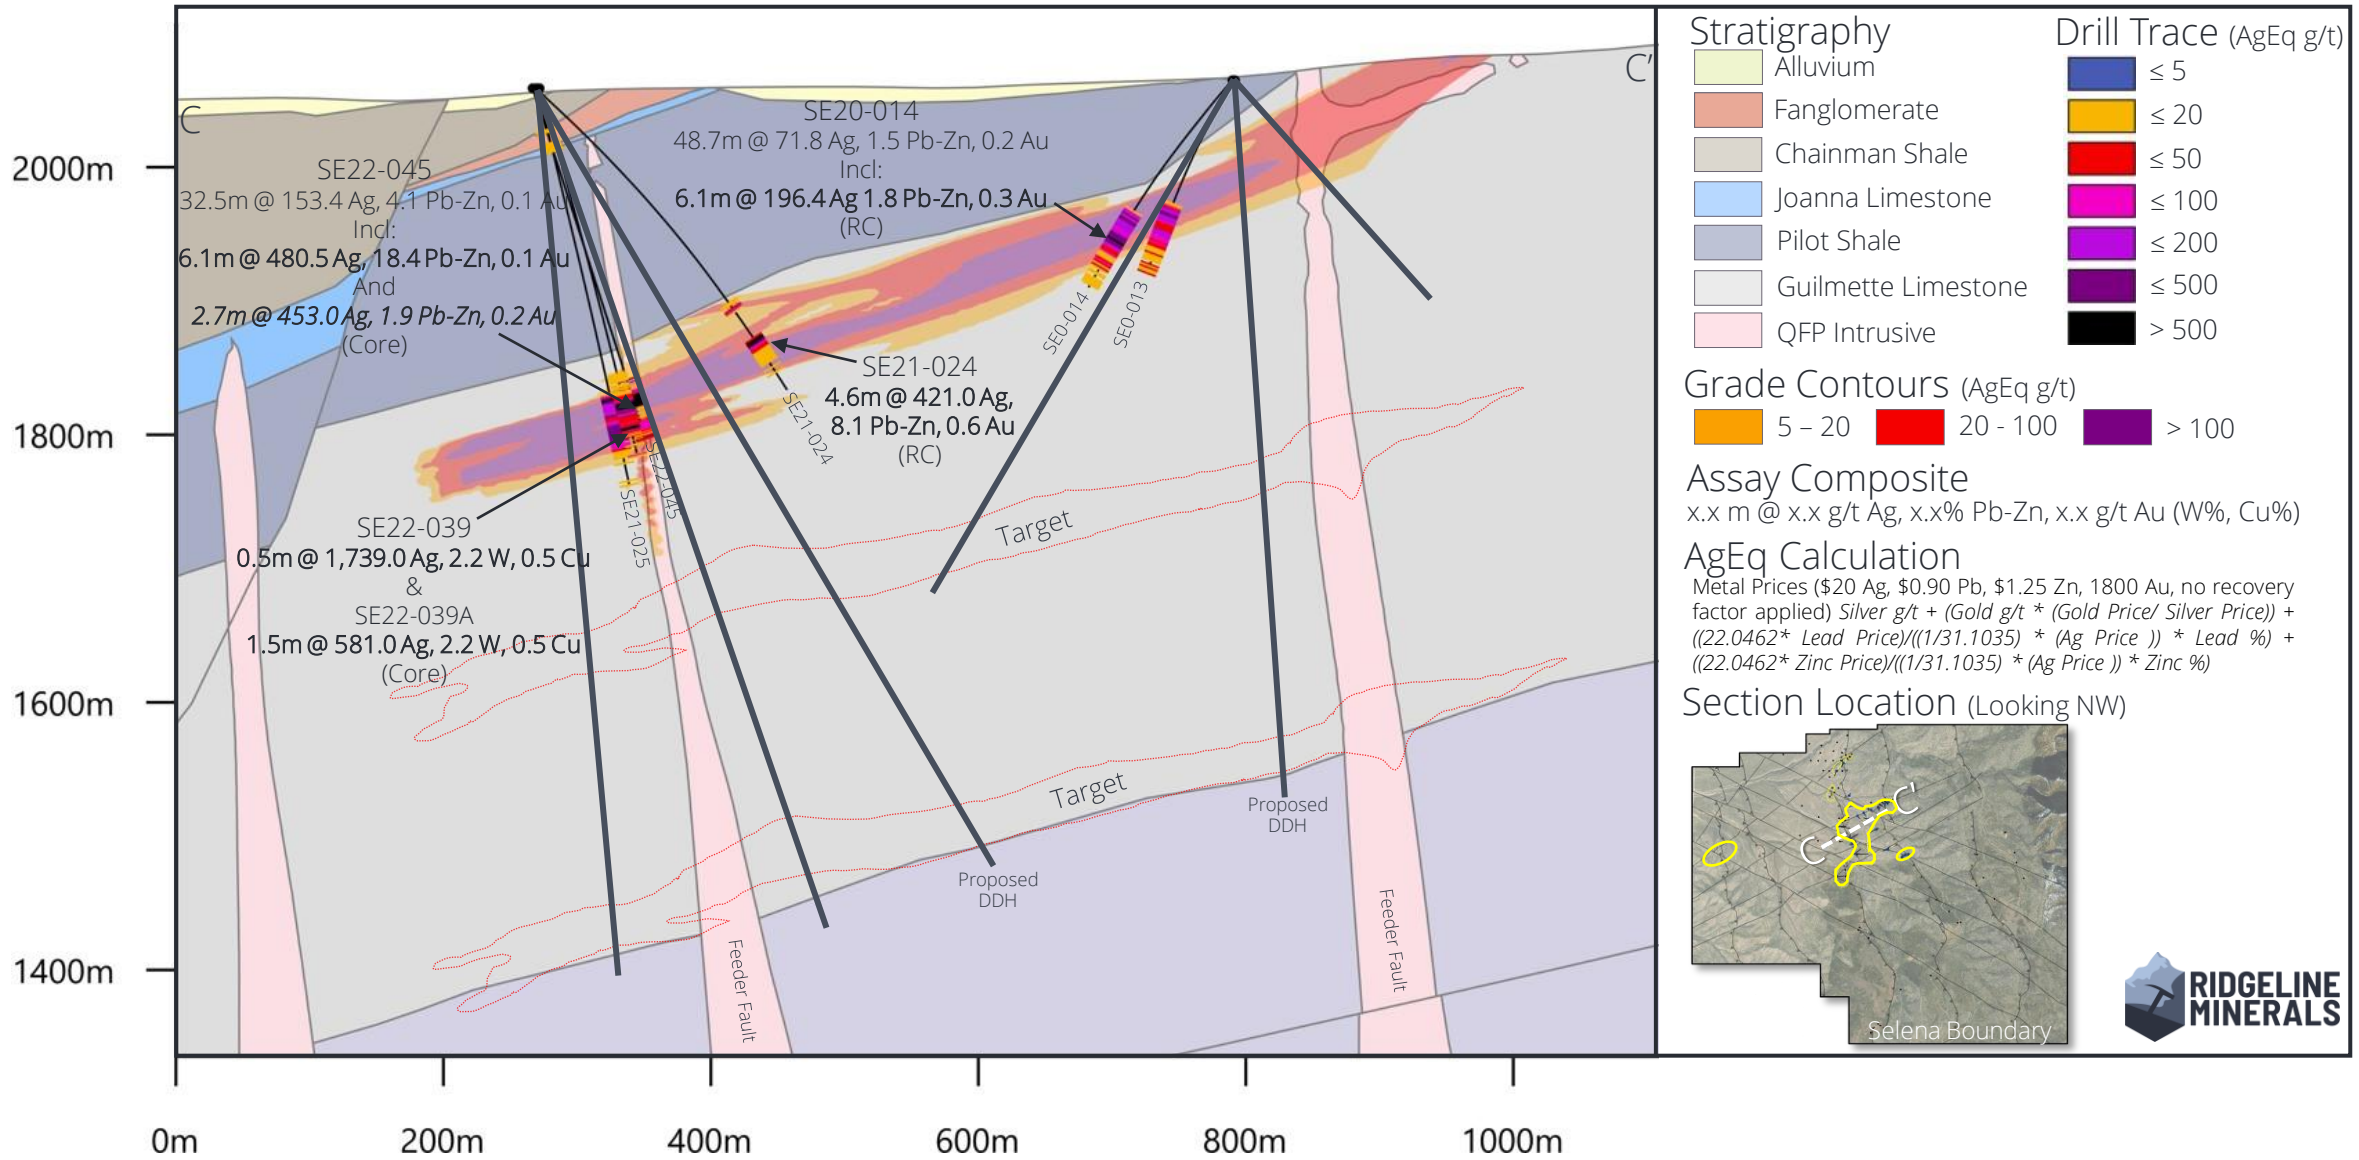 C
C'
2000m
1800m
1600m
1400m
0m
200m
400m
600m
800m
1000m
SE22-045
32.5m @ 153.4 Ag, 4.1 Pb-Zn, 0.1 Au
Incl:
6.1m @ 480.5 Ag, 18.4 Pb-Zn, 0.1 Au
And
2.7m @ 453.0 Ag, 1.9 Pb-Zn, 0.2 Au
(Core)
SE20-014
48.7m @ 71.8 Ag, 1.5 Pb-Zn, 0.2 Au
Incl:
6.1m @ 196.4 Ag 1.8 Pb-Zn, 0.3 Au
(RC)
SE21-024
4.6m @ 421.0 Ag,
8.1 Pb-Zn, 0.6 Au
(RC)
SE0-014
SE0-013
SE21-024
SE22-045
SE21-025
SE22-039
0.5m @ 1,739.0 Ag, 2.2 W, 0.5 Cu
&
SE22-039A
1.5m @ 581.0 Ag, 2.2 W, 0.5 Cu
(Core)
Target
Target
Proposed
DDH
Proposed
DDH
Feeder Fault
Feeder Fault
Stratigraphy
Alluvium
Fanglomerate
Chainman Shale
Joanna Limestone
Pilot Shale
Guilmette Limestone
QFP Intrusive
Drill Trace (AgEq g/t)
≤ 5
≤ 20
≤ 50
≤ 100
≤ 200
≤ 500
> 500
Grade Contours (AgEq g/t)
5 – 20
20 - 100
> 100
Assay Composite
x.x m @ x.x g/t Ag, x.x% Pb-Zn, x.x g/t Au (W%, Cu%)
AgEq Calculation
Metal Prices ($20 Ag, $0.90 Pb, $1.25 Zn, 1800 Au, no recovery
factor applied) Silver g/t + (Gold g/t * (Gold Price/ Silver Price)) +
((22.0462* Lead Price)/((1/31.1035) * (Ag Price )) * Lead %) +
((22.0462* Zinc Price)/((1/31.1035) * (Ag Price )) * Zinc %)
Section Location (Looking NW)
C
C'
Selena Boundary
RIDGELINE
MINERALS